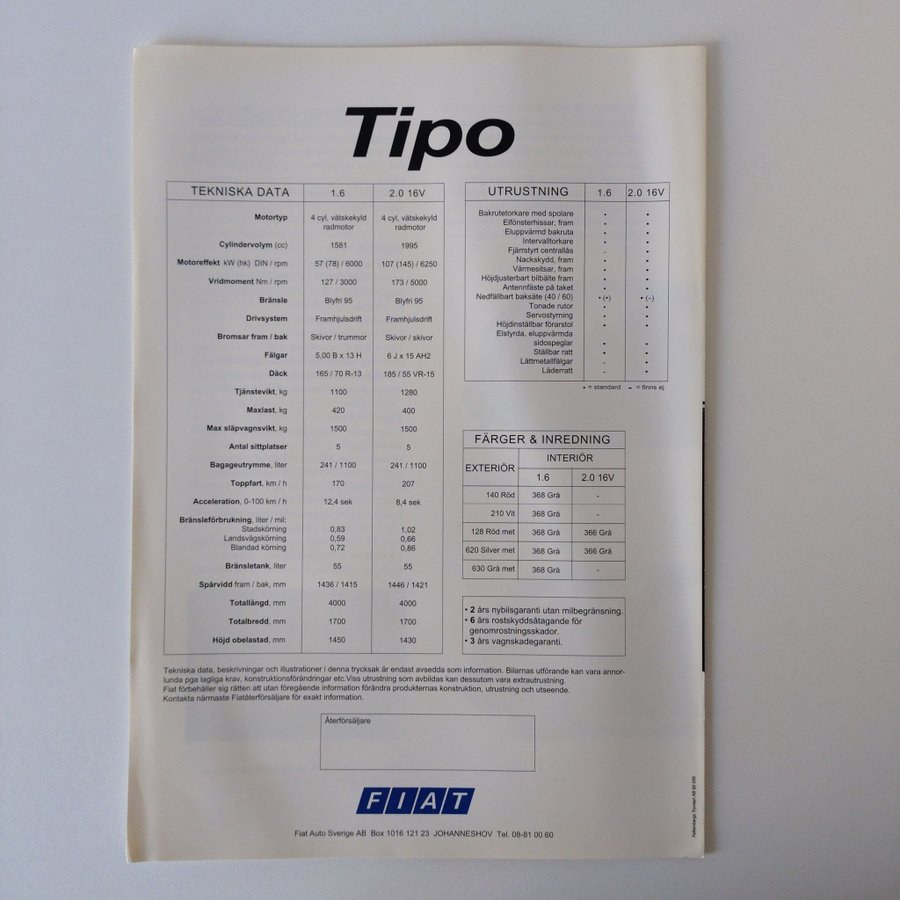 Tipo
TEKNISKA DATA 1.6 2.0 16V
Motortyp 4 cyl, vätskekyld radmotor 4 cyl, vätskekyld radmotor
Cylindervolym (cc) 1581 1995
Motoreffekt kW (hk) DIN / rpm 57 (78) / 6000 107 (145) / 6250
Vridmoment Nm / rpm 127 / 3000 173 / 5000
Bränsle Blyfri 95 Blyfri 95
Drivsystem Framhjulsdrift Framhjulsdrift
Bromsar fram / bak Skivor / trummor Skivor / skivor
Fälgar 5,00 B x 13 H 6 J x 15 AH2
Däck 165 / 70 R-13 185 / 55 VR-15
Tjänstevikt, kg 1100 1280
Maxlast, kg 420 400
Max släpvagnsvikt, kg 1500 1500
Antal sittplatser 5 5
Bagageutrymme, liter 241 / 1100 241 / 1100
Toppfart, km / h 170 207
Acceleration, 0-100 km / h 12,4 sek 8,4 sek
Bränsleförbrukning, liter / mil:
Stadskörning 0,83 1,02
Landsvägskörning 0,59 0,66
Blandad körning 0,72 0,86
Bränsletank, liter 55 55
Spårvidd fram / bak, mm 1436 / 1415 1446 / 1421
Totallängd, mm 4000 4000
Totalbredd, mm 1700 1700
Höjd obelastad, mm 1450 1430
UTRUSTNING 1.6 2.0 16V
Bakrutetorkare med spolare • •
Elfönsterhissar, fram • •
Eluppvärmd bakruta • •
Intervalltorkare • •
Fjärrstyrt centrallås – •
Nackskydd, fram • •
Värmesitsar, fram • •
Höjdjusterbart bilbälte fram • •
Antennfäste på taket • •
Nedfällbart baksäte (40 / 60) • (•) • (–)
Tonade rutor • •
Servostyrning • •
Höjdinställbar förarstol • •
Elstyrda, eluppvärmda
sidospeglar • •
Ställbar ratt • •
Lättmetallfälgar – •
Läderratt – •
• = standard – = finns ej
FÄRGER & INREDNING
EXTERIÖR INTERIÖR
1.6 2.0 16V
140 Röd 368 Grå -
210 Vit 368 Grå -
128 Röd met 368 Grå 366 Grå
620 Silver met 368 Grå 366 Grå
630 Grå met 368 Grå -
• 2 års nybilsgaranti utan milbegränsning.
• 6 års rostskyddsåtagande för
genomrostningsskador.
• 3 års vagnskadegaranti.
Tekniska data, beskrivningar och illustrationer i denna trycksak är endast avsedda som information. Bilarnas utförande kan vara annor-
lunda pga lagliga krav, konstruktionsförändringar etc.Viss utrustning som avbildas kan dessutom vara extrautrustning.
Fiat förbehåller sig rätten att utan föregående information förändra produkternas konstruktion, utrustning och utseende.
Kontakta närmaste Fiatåterförsäljare för exakt information.
Återförsäljare
FIAT
Fiat Auto Sverige AB Box 1016 121 23 JOHANNESHOV Tel. 08-81 00 60